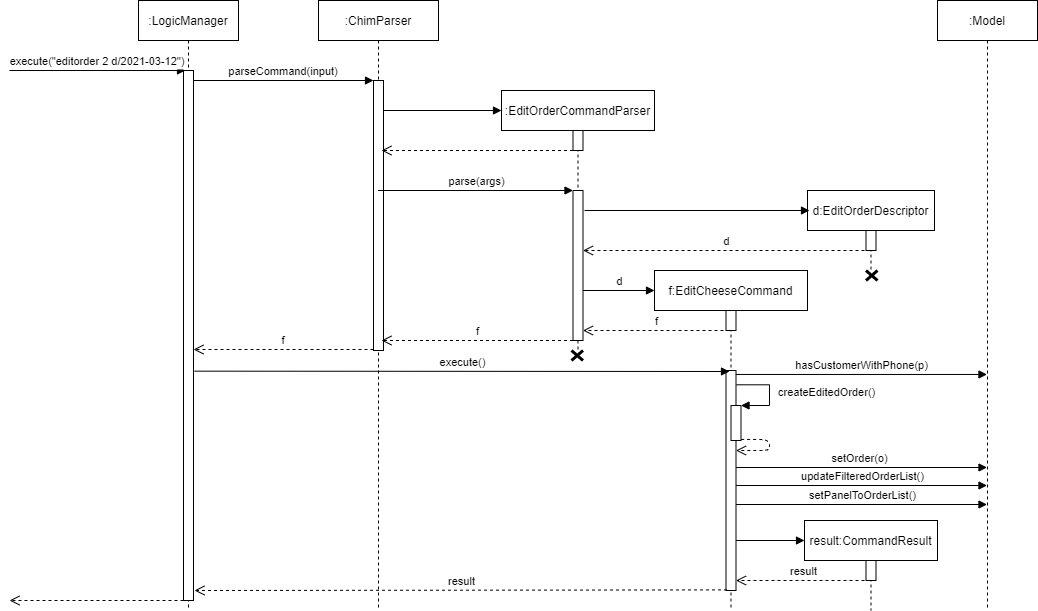 :LogicManager
:ChimParser
:Model
execute("editorder 2 d/2021-03-12")
parseCommand(input)
:EditOrderCommandParser
parse(args)
d:EditOrderDescriptor
d
d
f:EditCheeseCommand
f
f
f
execute()
hasCustomerWithPhone(p)
createEditedOrder()
setOrder(o)
updateFilteredOrderList()
setPanelToOrderList()
result:CommandResult
result
result